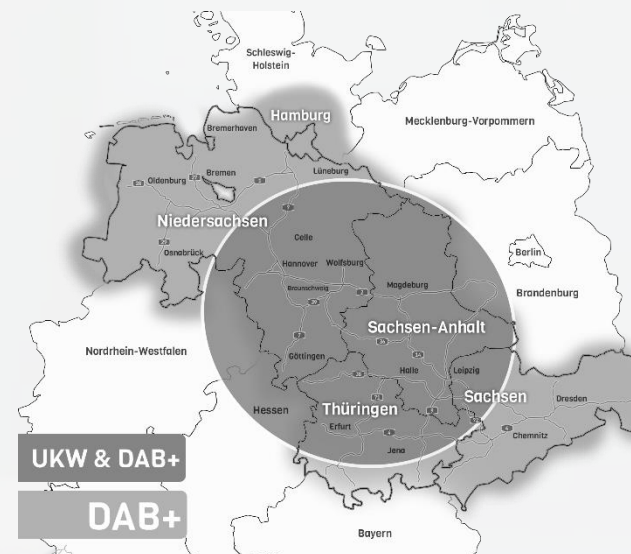 Schleswig-
Holstein
Hamburg
Mecklenburg-Vorpommern
Bremerhaven
Oldenburg
Bremen
Lüneburg
Niedersachsen
Osnabrück
Celle
Hannover
Wolfsburg
Berlin
Braunschweig
Magdeburg
Brandenburg
Sachsen-Anhalt
Nordrhein-Westfalen
Göttingen
Halle
Leipzig
Hessen
Thüringen
Sachsen
Dresden
Erfurt
Chemnitz
Jena
UKW & DAB+
DAB+
Bayern